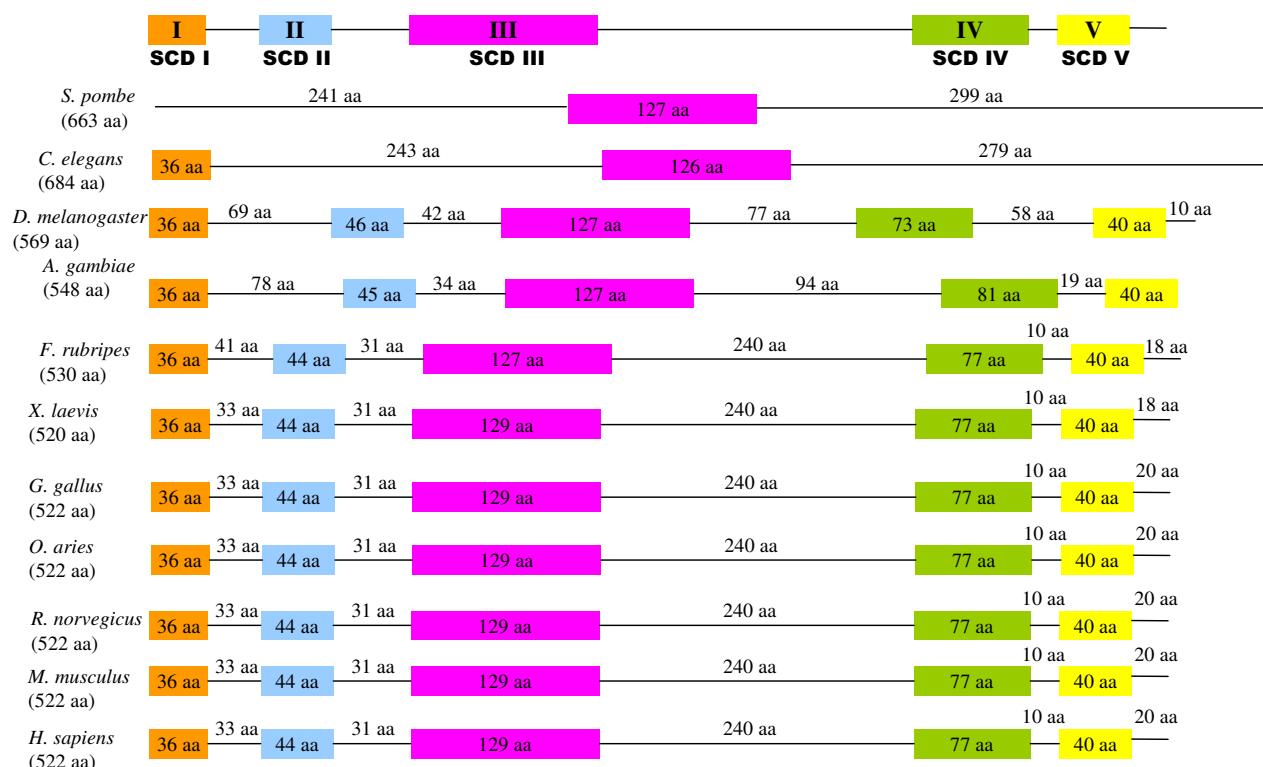 I II III IV V
SCD I SCD II SCD III SCD IV SCD V
S. pombe 241 aa 127 aa 299 aa
(663 aa)
C. elegans 36 aa 243 aa 126 aa 279 aa
(684 aa)
D. melanogaster 36 aa 69 aa 46 aa 42 aa 127 aa 77 aa 73 aa 58 aa 40 aa 10 aa
(569 aa)
A. gambiae 36 aa 78 aa 45 aa 34 aa 127 aa 94 aa 81 aa 19 aa 40 aa
(548 aa)
F. rubripes 36 aa 41 aa 44 aa 31 aa 127 aa 240 aa 77 aa 10 aa 40 aa 18 aa
(530 aa)
X. laevis 36 aa 33 aa 44 aa 31 aa 129 aa 240 aa 77 aa 10 aa 40 aa 18 aa
(520 aa)
G. gallus 36 aa 33 aa 44 aa 31 aa 129 aa 240 aa 77 aa 10 aa 40 aa 20 aa
(522 aa)
O. aries 36 aa 33 aa 44 aa 31 aa 129 aa 240 aa 77 aa 10 aa 40 aa 20 aa
(522 aa)
R. norvegicus 36 aa 33 aa 44 aa 31 aa 129 aa 240 aa 77 aa 10 aa 40 aa 20 aa
(522 aa)
M. musculus 36 aa 33 aa 44 aa 31 aa 129 aa 240 aa 77 aa 10 aa 40 aa 20 aa
(522 aa)
H. sapiens 36 aa 33 aa 44 aa 31 aa 129 aa 240 aa 77 aa 10 aa 40 aa 20 aa
(522 aa)